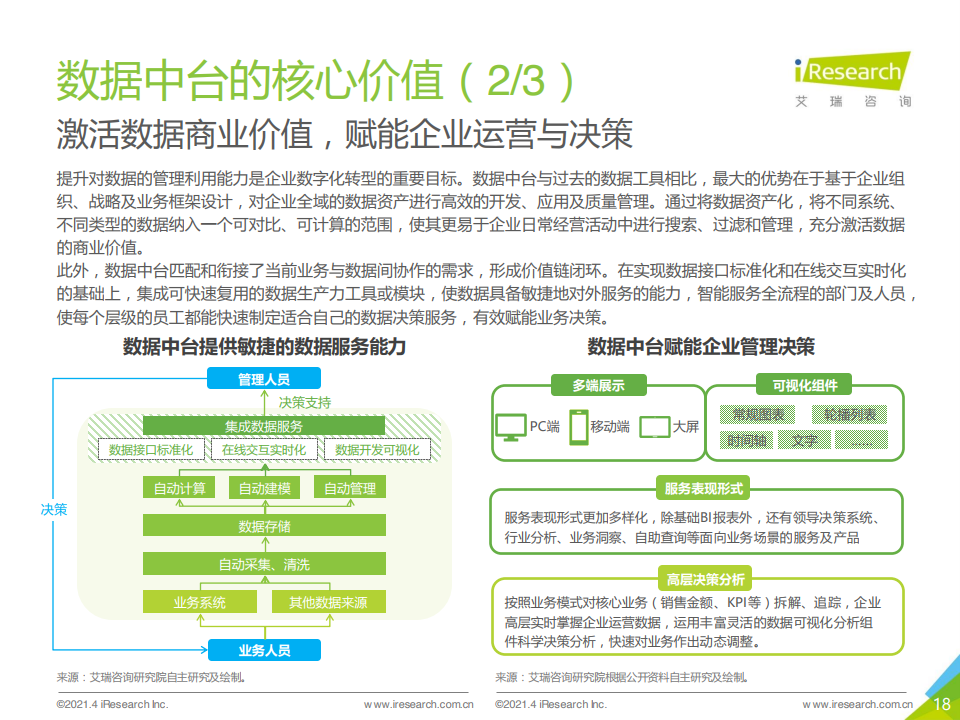 数据中台的核心价值（2/3）
iResearch
艾瑞咨询
激活数据商业价值，赋能企业运营与决策
提升对数据的管理利用能力是企业数字化转型的重要目标。数据中台与过去的数据工具相比，最大的优势在于基于企业组
织、战略及业务框架设计，对企业全域的数据资产进行高效的开发、应用及质量管理。通过将数据资产化，将不同系统、
不同类型的数据纳入一个可对比、可计算的范围，使其更易于企业日常经营活动中进行搜索、过滤和管理，充分激活数据
的商业价值。
此外，数据中台匹配和衔接了当前业务与数据间协作的需求，形成价值链闭环。在实现数据接口标准化和在线交互实时化
的基础上，集成可快速复用的数据生产力工具或模块，使数据具备敏捷地对外服务的能力，智能服务全流程的部门及人员，
使每个层级的员工都能快速制定适合自己的数据决策服务，有效赋能业务决策。
数据中台提供敏捷的数据服务能力
管理人员
决策支持
集成数据服务
数据接口标准化 在线交互实时化 数据开发可视化
自动计算 自动建模 自动管理
决策
数据存储
自动采集、清洗
业务系统 其他数据来源
业务人员
来源：艾瑞咨询研究院自主研究及绘制。
数据中台赋能企业管理决策
多端展示
PC端 移动端 大屏
可视化组件
常规图表 轮播列表
时间轴 文字 ……
服务表现形式
服务表现形式更加多样化，除基础BI报表外，还有领导决策系统、
行业分析、业务洞察、自助查询等面向业务场景的服务及产品
高层决策分析
按照业务模式对核心业务（销售金额、KPI等）拆解、追踪，企业
高层实时掌握企业运营数据，运用丰富灵活的数据可视化分析组
件科学决策分析，快速对业务作出动态调整。
来源：艾瑞咨询研究院根据公开资料自主研究及绘制。
©2021.4 iResearch Inc. www.iresearch.com.cn
©2021.4 iResearch Inc. www.iresearch.com.cn
18